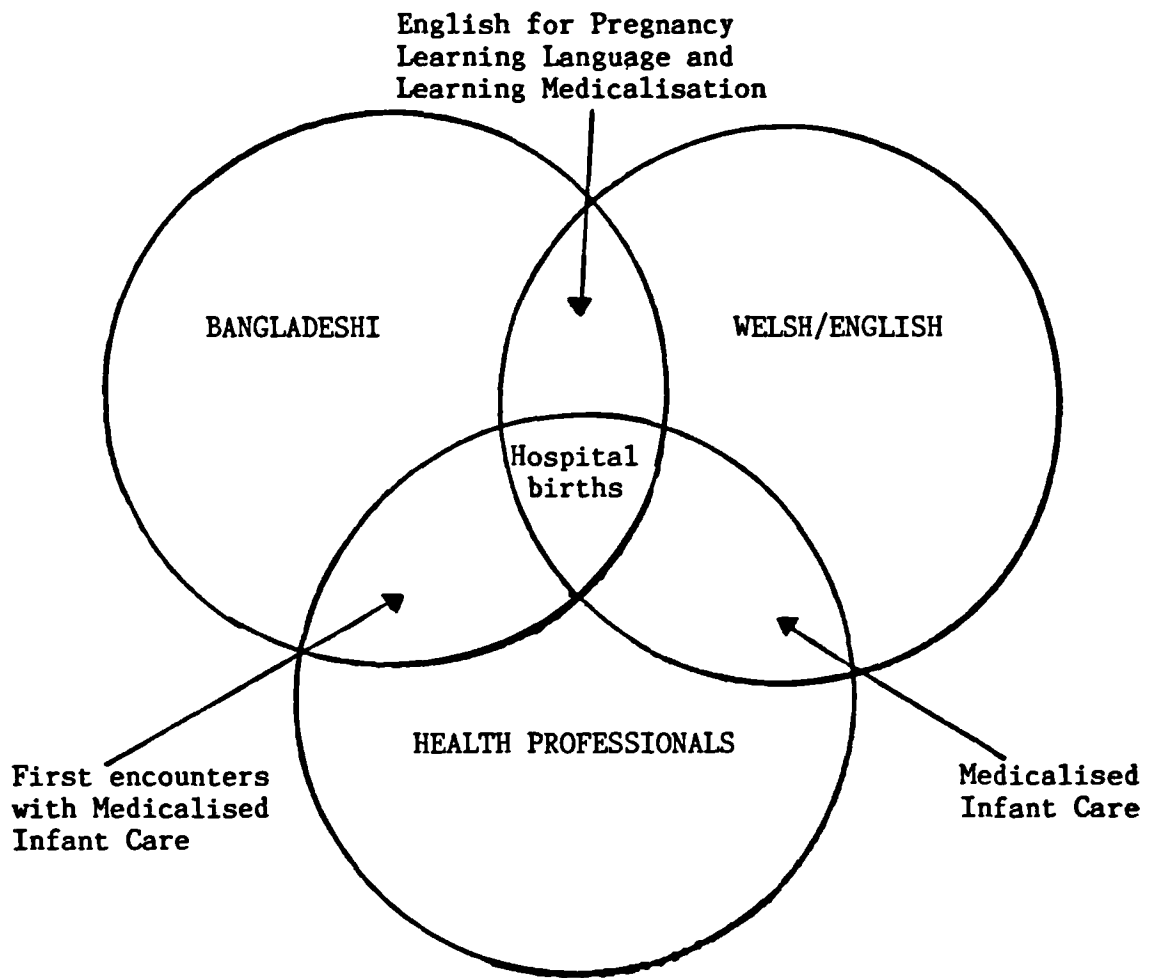 English for Pregnancy
Learning Language and
Learning Medicalisation
BANGLADESHI
WELSH/ENGLISH
Hospital
births
HEALTH PROFESSIONALS
First encounters
with Medicalised
Infant Care
Medicalised
Infant Care